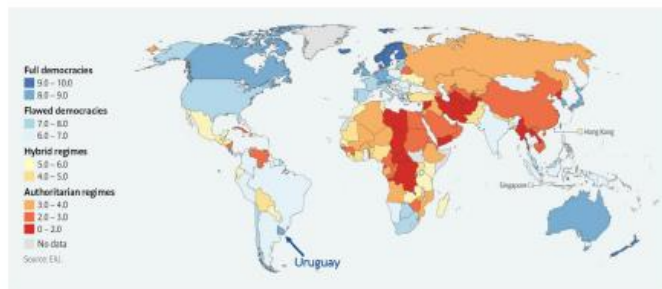 Full democracies
9.0 – 10.0
8.0 – 9.0
Flawed democracies
7.0 – 8.0
6.0 – 7.0
Hybrid regimes
5.0 – 6.0
4.0 – 5.0
Authoritarian regimes
3.0 – 4.0
2.0 – 3.0
0 – 2.0
No data
Source: EIU.
Hong Kong
Singapore
Uruguay